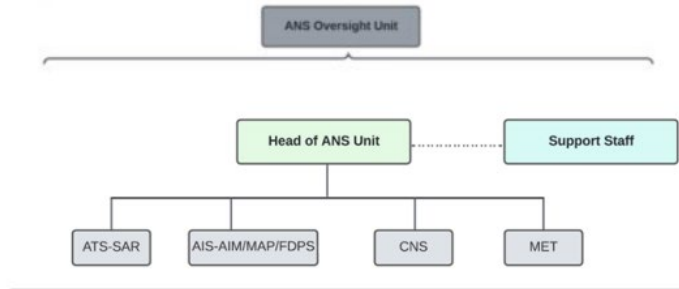 ANS Oversight Unit
Head of ANS Unit
Support Staff
ATS-SAR
AIS-AIM/MAP/FDPS
CNS
MET